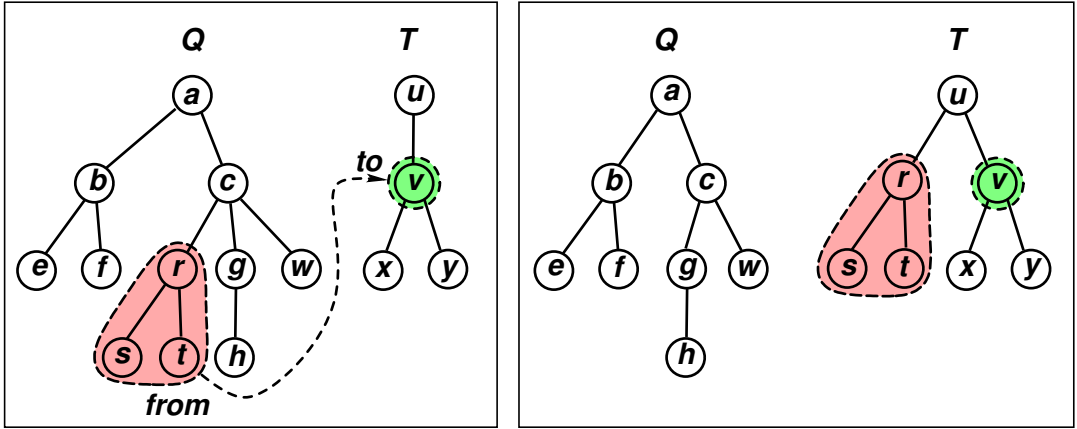 Q T
a u
b c to v
e f r g w x y
s t h
from
Q T
a u
b c r v
e f g w s t x y
h